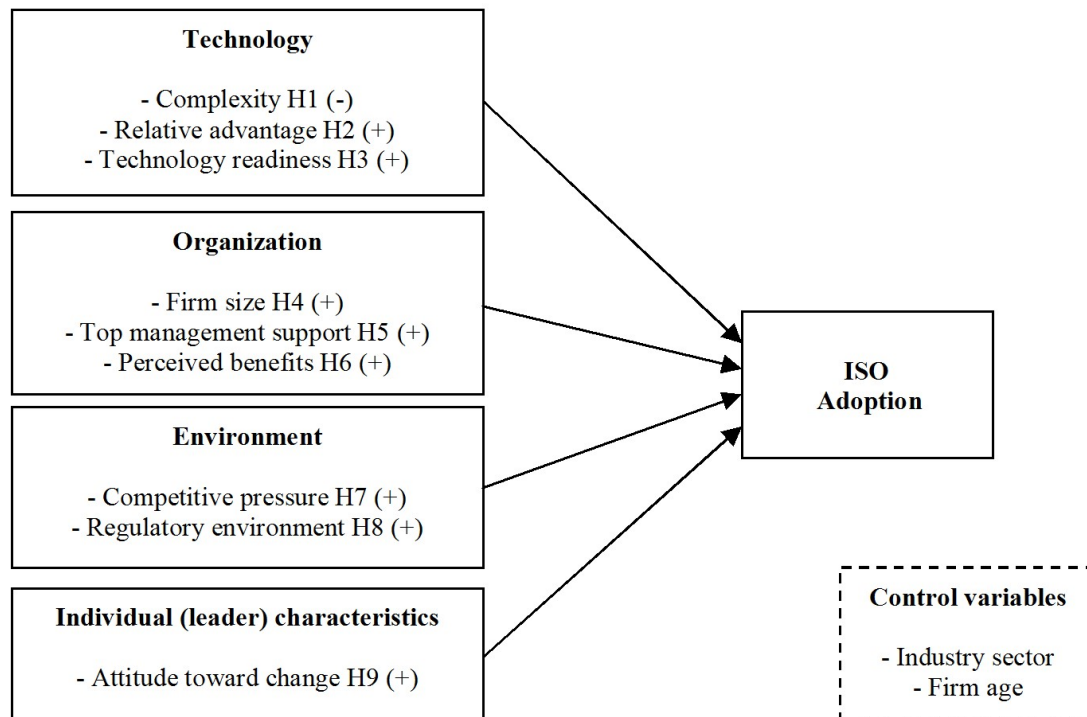 Technology
- Complexity H1 (-)
- Relative advantage H2 (+)
- Technology readiness H3 (+)
Organization
- Firm size H4 (+)
- Top management support H5 (+)
- Perceived benefits H6 (+)
Environment
- Competitive pressure H7 (+)
- Regulatory environment H8 (+)
Individual (leader) characteristics
- Attitude toward change H9 (+)
ISO
Adoption
Control variables
- Industry sector
- Firm age